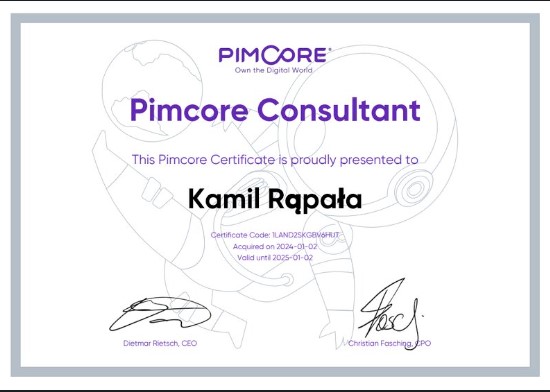 PIMCORE
Own the Digital World
Pimcore Consultant
This Pimcore Certificate is proudly presented to
Kamil Rąpała
Certificate Code: 
Acquired on 2024-01-02
Valid until 2025-01-02
Dietmar Rietsch, CEO
Christian Fasching, CPO